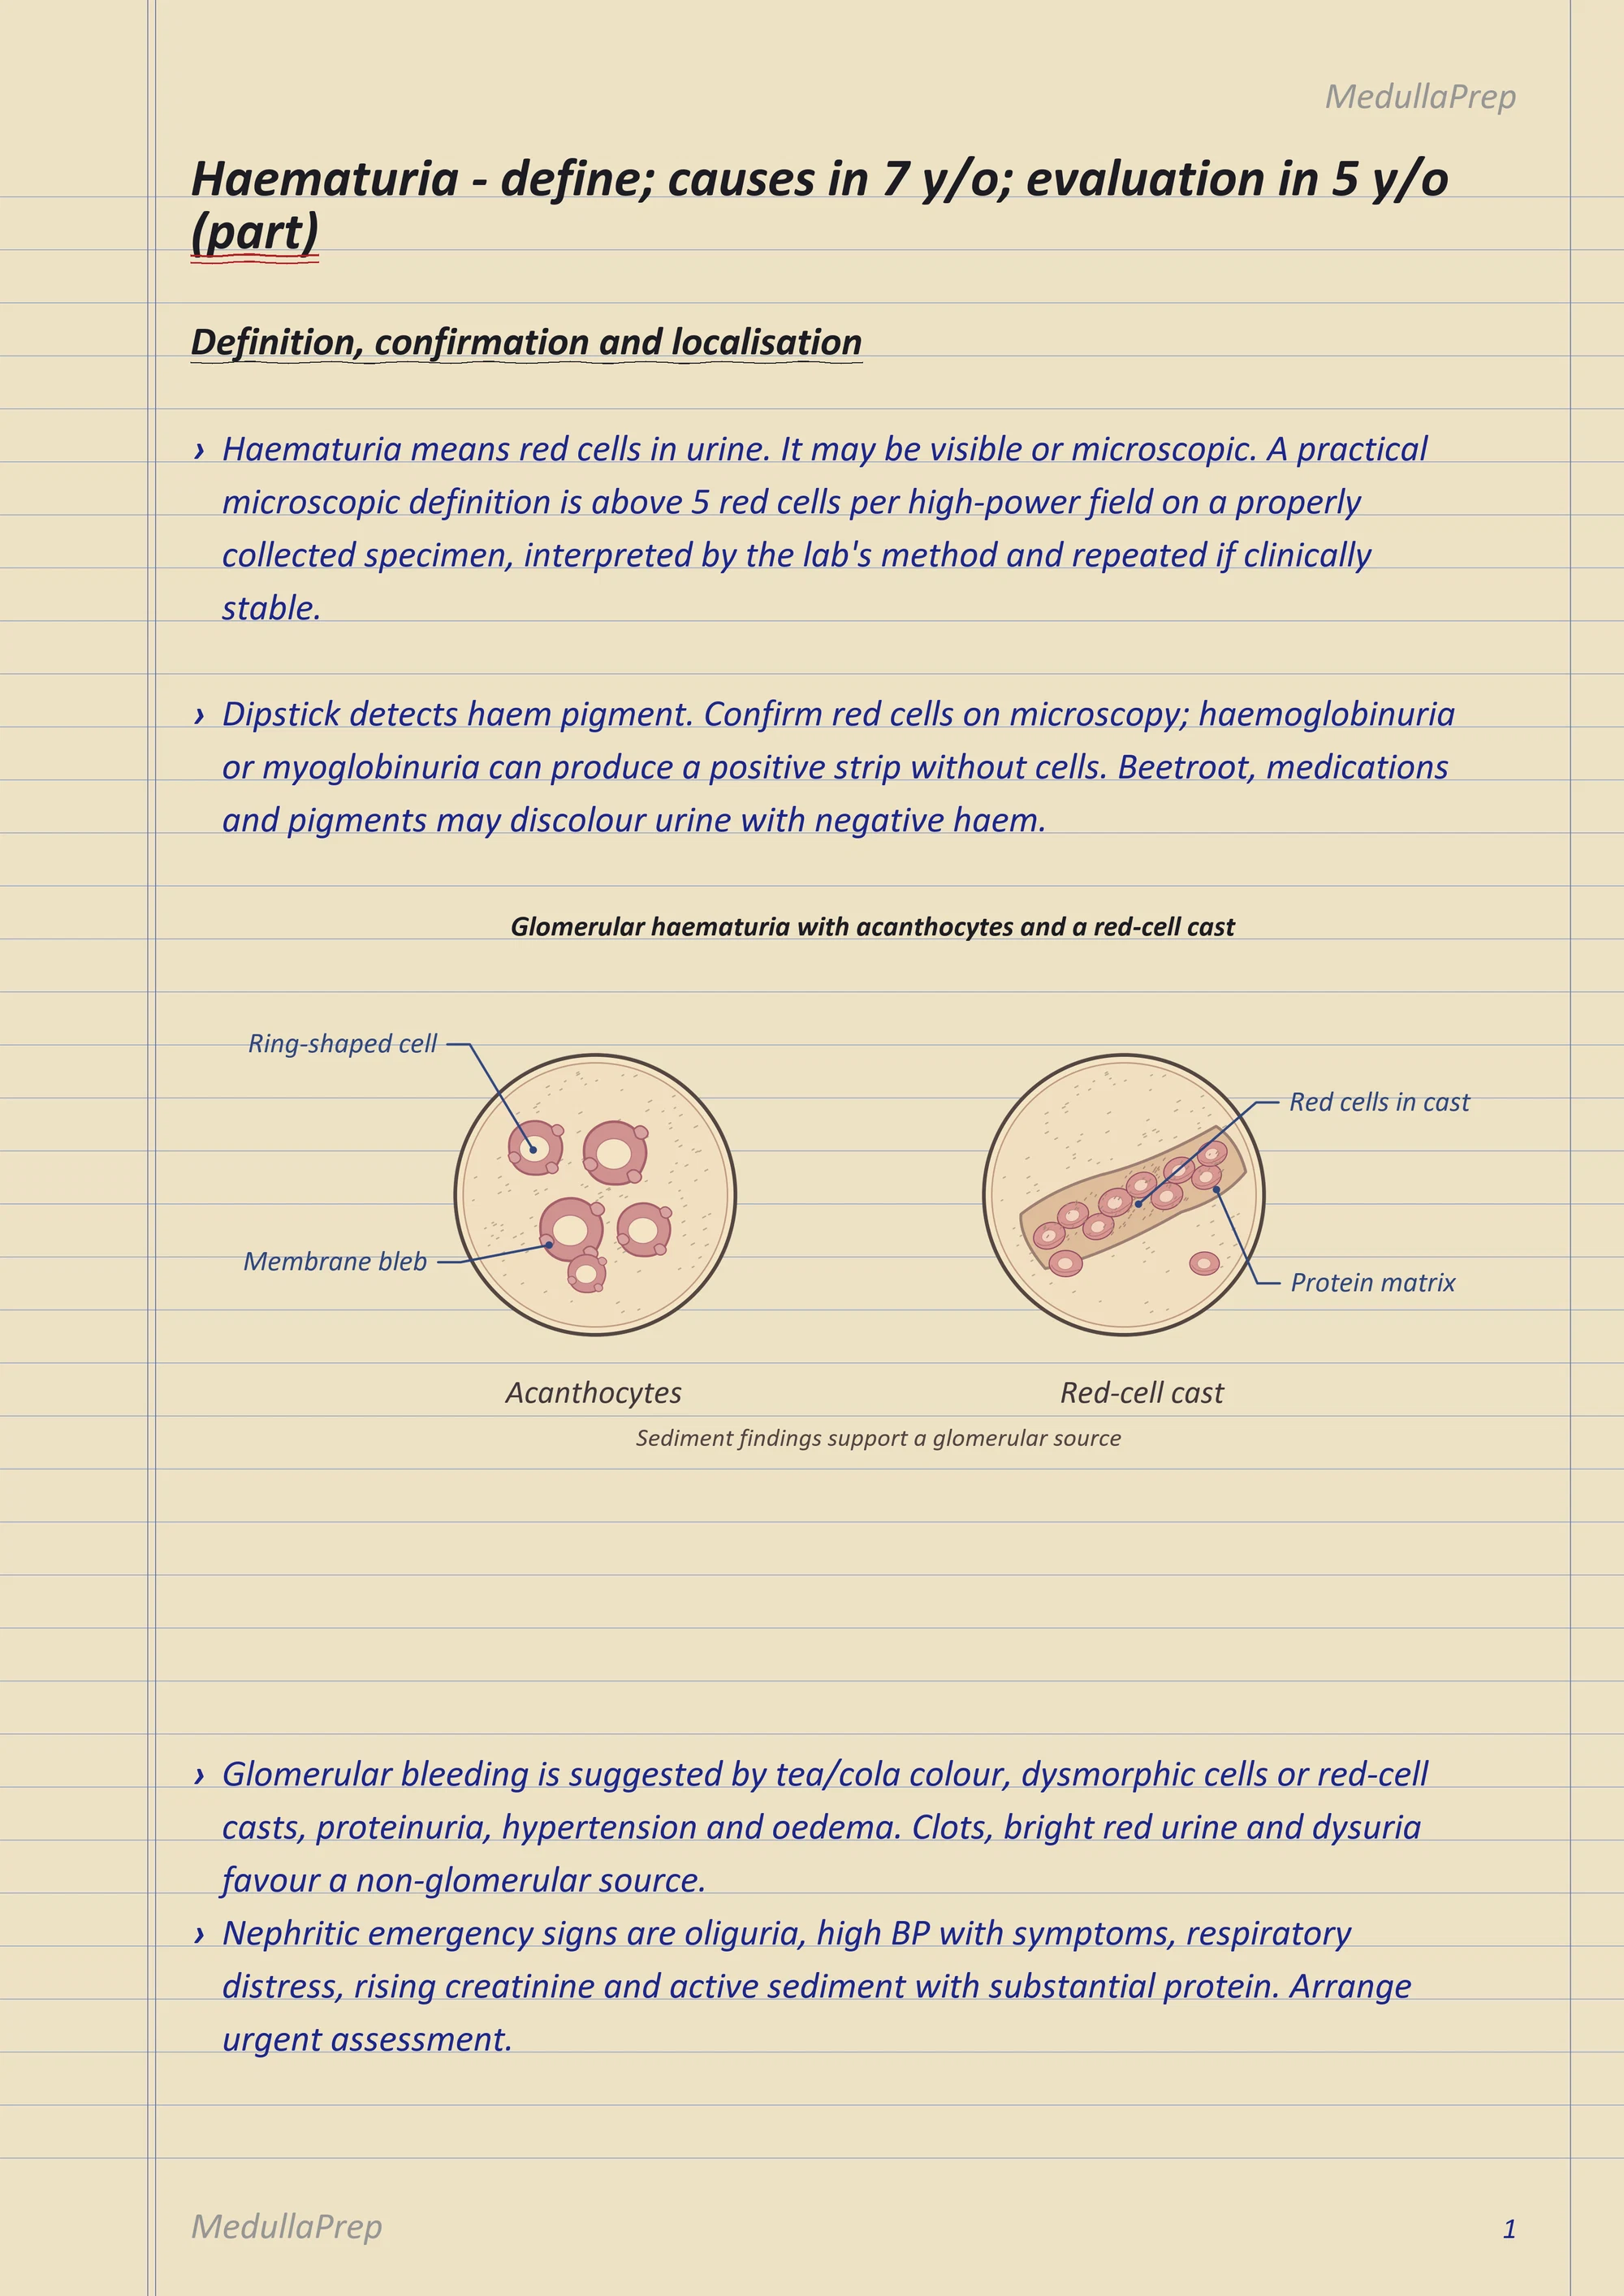 MedullaPrep
Haematuria - define; causes in 7 y/o; evaluation in 5 y/o
(part)
Definition, confirmation and localisation
› Haematuria means red cells in urine. It may be visible or microscopic. A practical
microscopic definition is above 5 red cells per high-power field on a properly
collected specimen, interpreted by the lab's method and repeated if clinically
stable.
› Dipstick detects haem pigment. Confirm red cells on microscopy; haemoglobinuria
or myoglobinuria can produce a positive strip without cells. Beetroot, medications
and pigments may discolour urine with negative haem.
Glomerular haematuria with acanthocytes and a red-cell cast
Ring-shaped cell
Membrane bleb
Red cells in cast
Protein matrix
Acanthocytes
Red-cell cast
Sediment findings support a glomerular source
› Glomerular bleeding is suggested by tea/cola colour, dysmorphic cells or red-cell
casts, proteinuria, hypertension and oedema. Clots, bright red urine and dysuria
favour a non-glomerular source.
› Nephritic emergency signs are oliguria, high BP with symptoms, respiratory
distress, rising creatinine and active sediment with substantial protein. Arrange
urgent assessment.
MedullaPrep
1